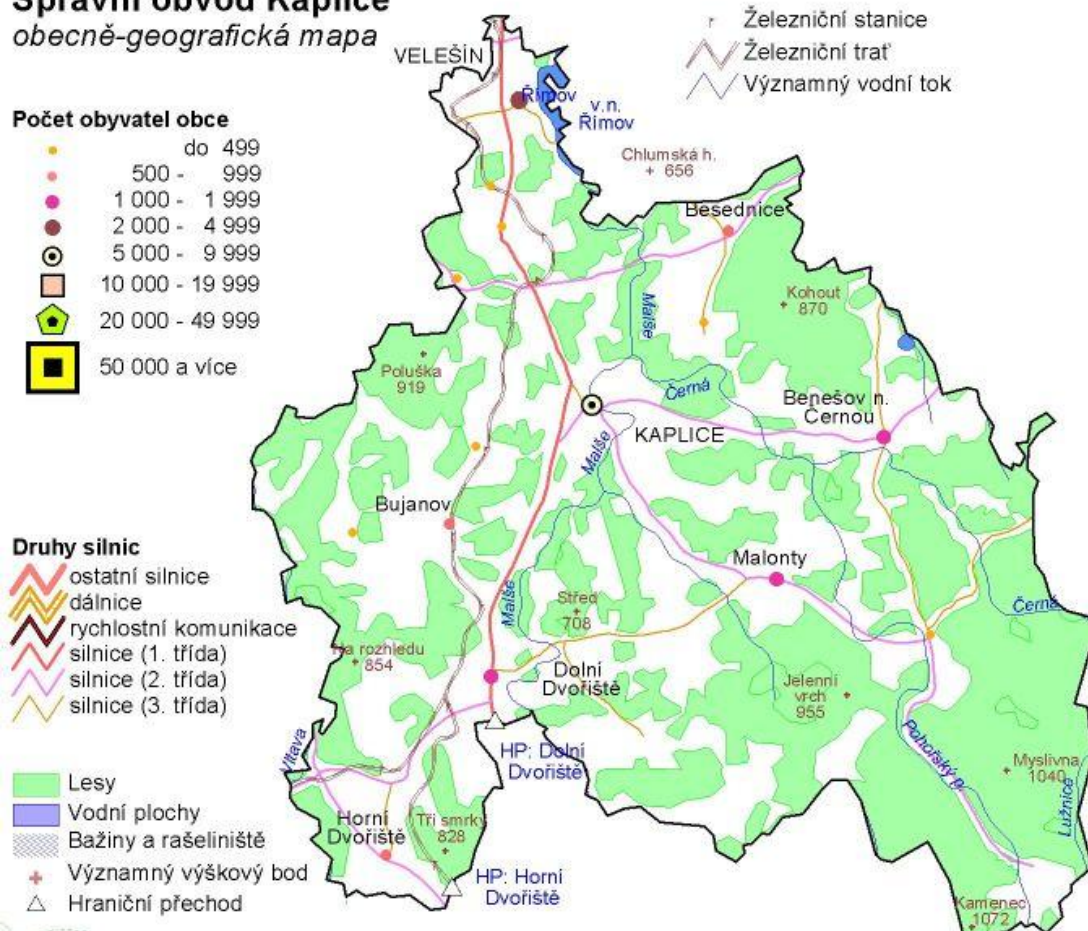 Správní obvod Kaplice
obecně-geografická mapa
Železniční stanice
Železniční trať
Významný vodní tok
Počet obyvatel obce
do 499
500 - 999
1 000 - 1 999
2 000 - 4 999
5 000 - 9 999
10 000 - 19 999
20 000 - 49 999
50 000 a více
Druhy silnic
ostatní silnice
dálnice
rychlostní komunikace
silnice (1. třída)
silnice (2. třída)
silnice (3. třída)
Lesy
Vodní plochy
Bažiny a rašeliniště
Významný výškový bod
Hraniční přechod
VELEŠÍN
Římov
v.n.
Římov
Chlumská h.
656
Besednice
Malše
Kohout
870
Poluška
919
Černá
Benešov n.
Černou
KAPLICE
Malše
Bujanov
Malonty
Malše
Střed
708
Černá
Na rozhledu
854
Dolní
Dvořiště
Jelenní
vrch
955
Vltava
HP: Dolní
Dvořiště
Pohořský p.
Myslivna
1040
Lužnice
Horní
Dvořiště
Tři smrky
828
HP: Horní
Dvořiště
Kamenec
1072